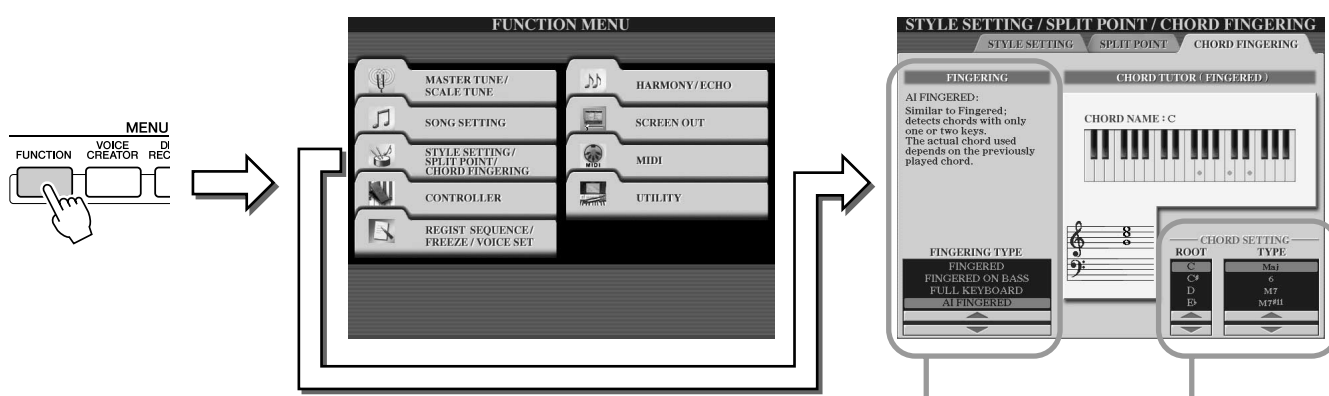 MENU
FUNCTION
VOICE
CREATOR
DI
REC
FUNCTION MENU
MASTER TUNE/
SCALE TUNE
SONG SETTING
STYLE SETTING/
SPLIT POINT/
CHORD FINGERING
CONTROLLER
REGIST SEQUENCE/
FREEZE / VOICE SET
HARMONY/ECHO
SCREEN OUT
MIDI
MIDI
UTILITY
STYLE SETTING / SPLIT POINT / CHORD FINGERING
STYLE SETTING
SPLIT POINT
CHORD FINGERING
FINGERING
AI FINGERED:
Similar to Fingered;
detects chords with only
one or two keys.
The actual chord used
depends on the previously
played chord.
FINGERING TYPE
FINGERED
FINGERED ON BASS
FULL KEYBOARD
AI FINGERED
CHORD TUTOR ( FINGERED )
CHORD NAME : C
CHORD SETTING
ROOT
C
C♯
D
E♭
TYPE
Maj
6
M7
M7♯11